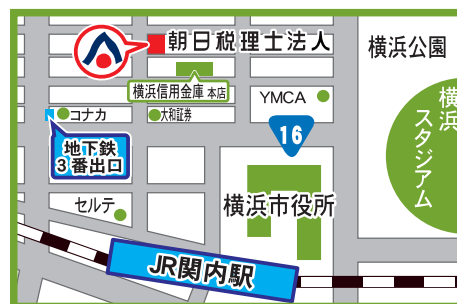 朝日税理士法人
横浜公園
横浜信用金庫 本店
YMCA
コナカ
大和証券
横浜
スタジアム
16
地下鉄
3番出口
セルテ
横浜市役所
JR関内駅